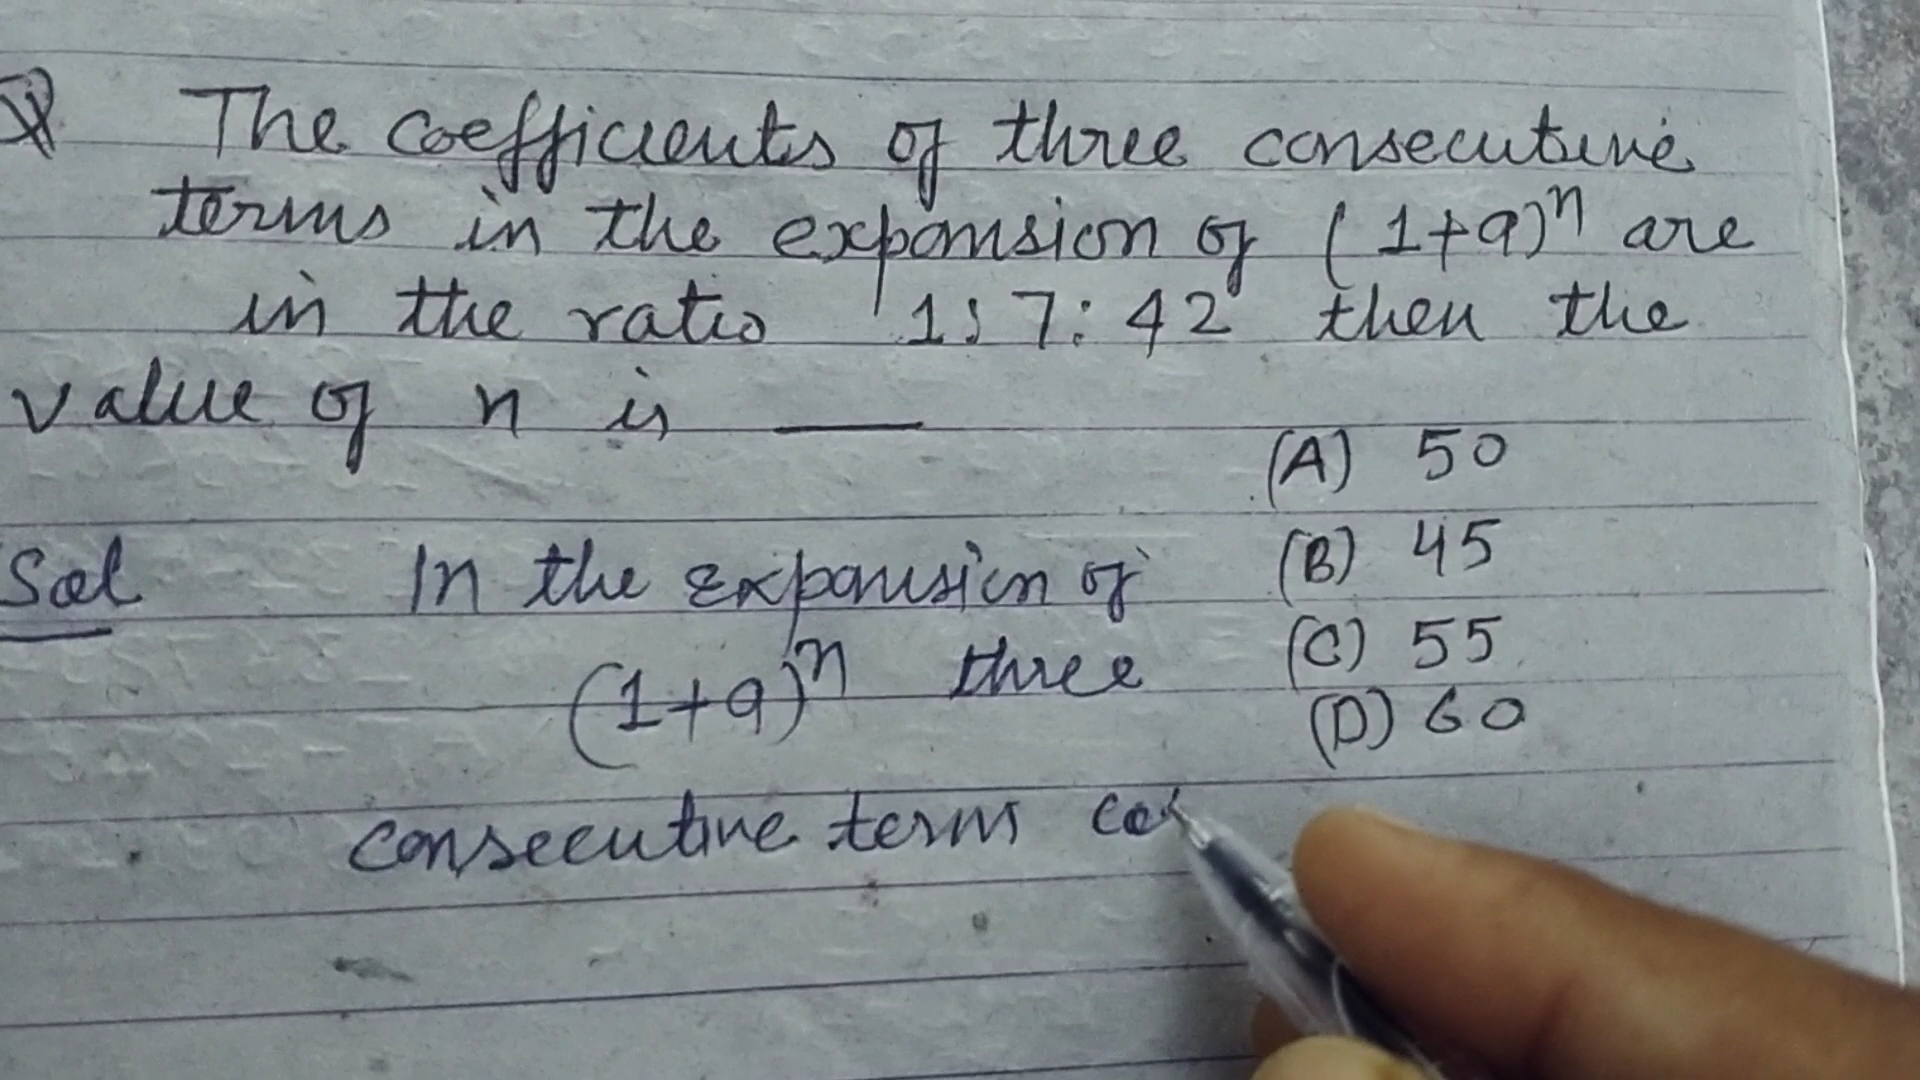 Q The coefficients of three consecutive
terms in the expansion of (1+a)^n are
in the ratio 1:7:42 then the
value of n is ___
(A) 50
(B) 45
(C) 55
(D) 60
Sol In the expansion of
(1+a)^n three
consecutive terms coe